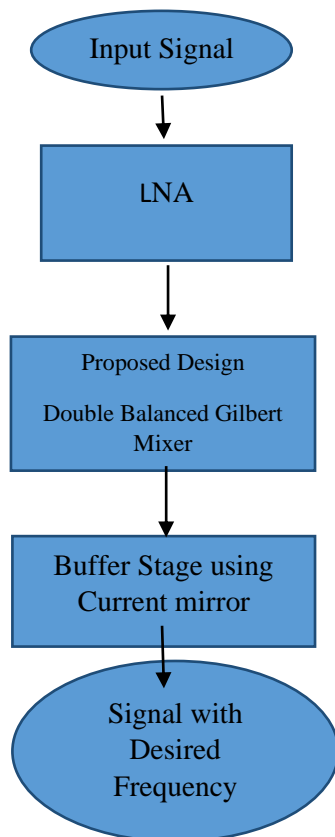 Input Signal
LNA
Proposed Design
Double Balanced Gilbert
Mixer
Buffer Stage using
Current mirror
Signal with
Desired
Frequency